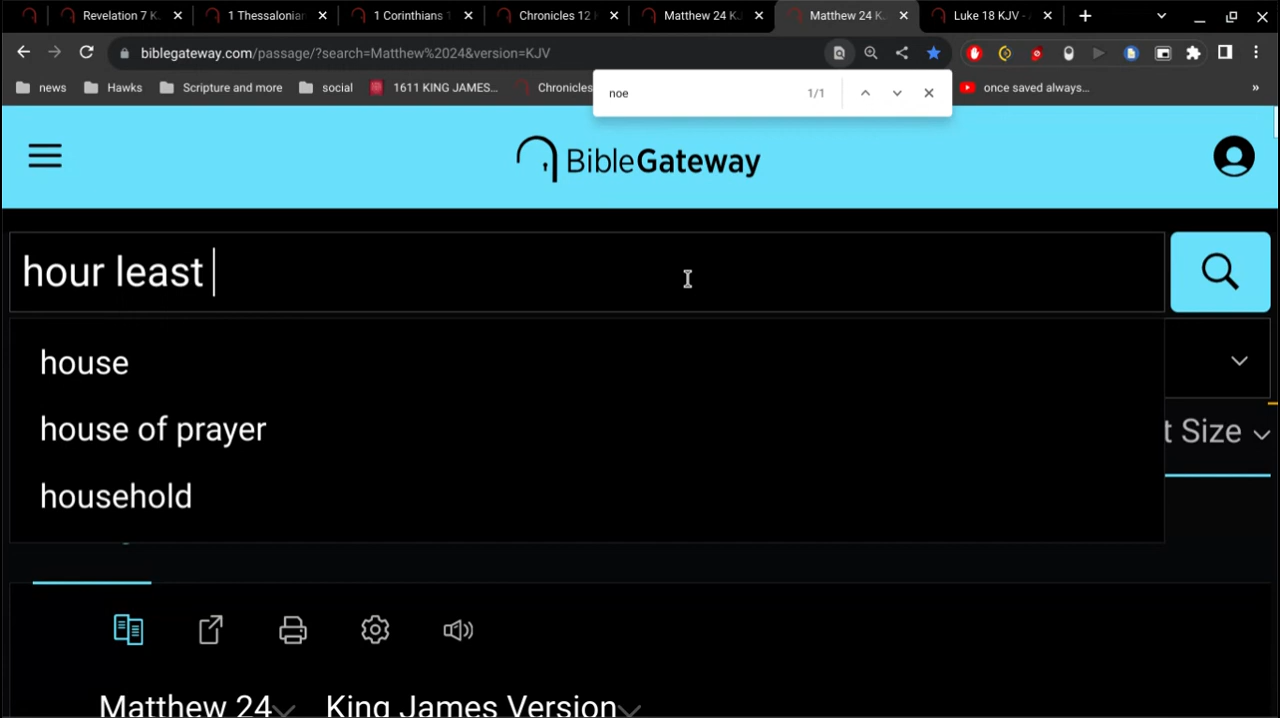 Revelation 7 K
1 Thessalonian
1 Corinthians 1
Chronicles 12 K
Matthew 24 KJ
Matthew 24 K
Luke 18 KJV -
biblegateway.com/passage/?search=Matthew%2024&version=KJV
news
Hawks
Scripture and more
social
1611 KING JAMES...
Chronicles
once saved always...
»
noe
1/1
BibleGateway
hour least
house
house of prayer
household
t Size
Matthew 24
King James Version